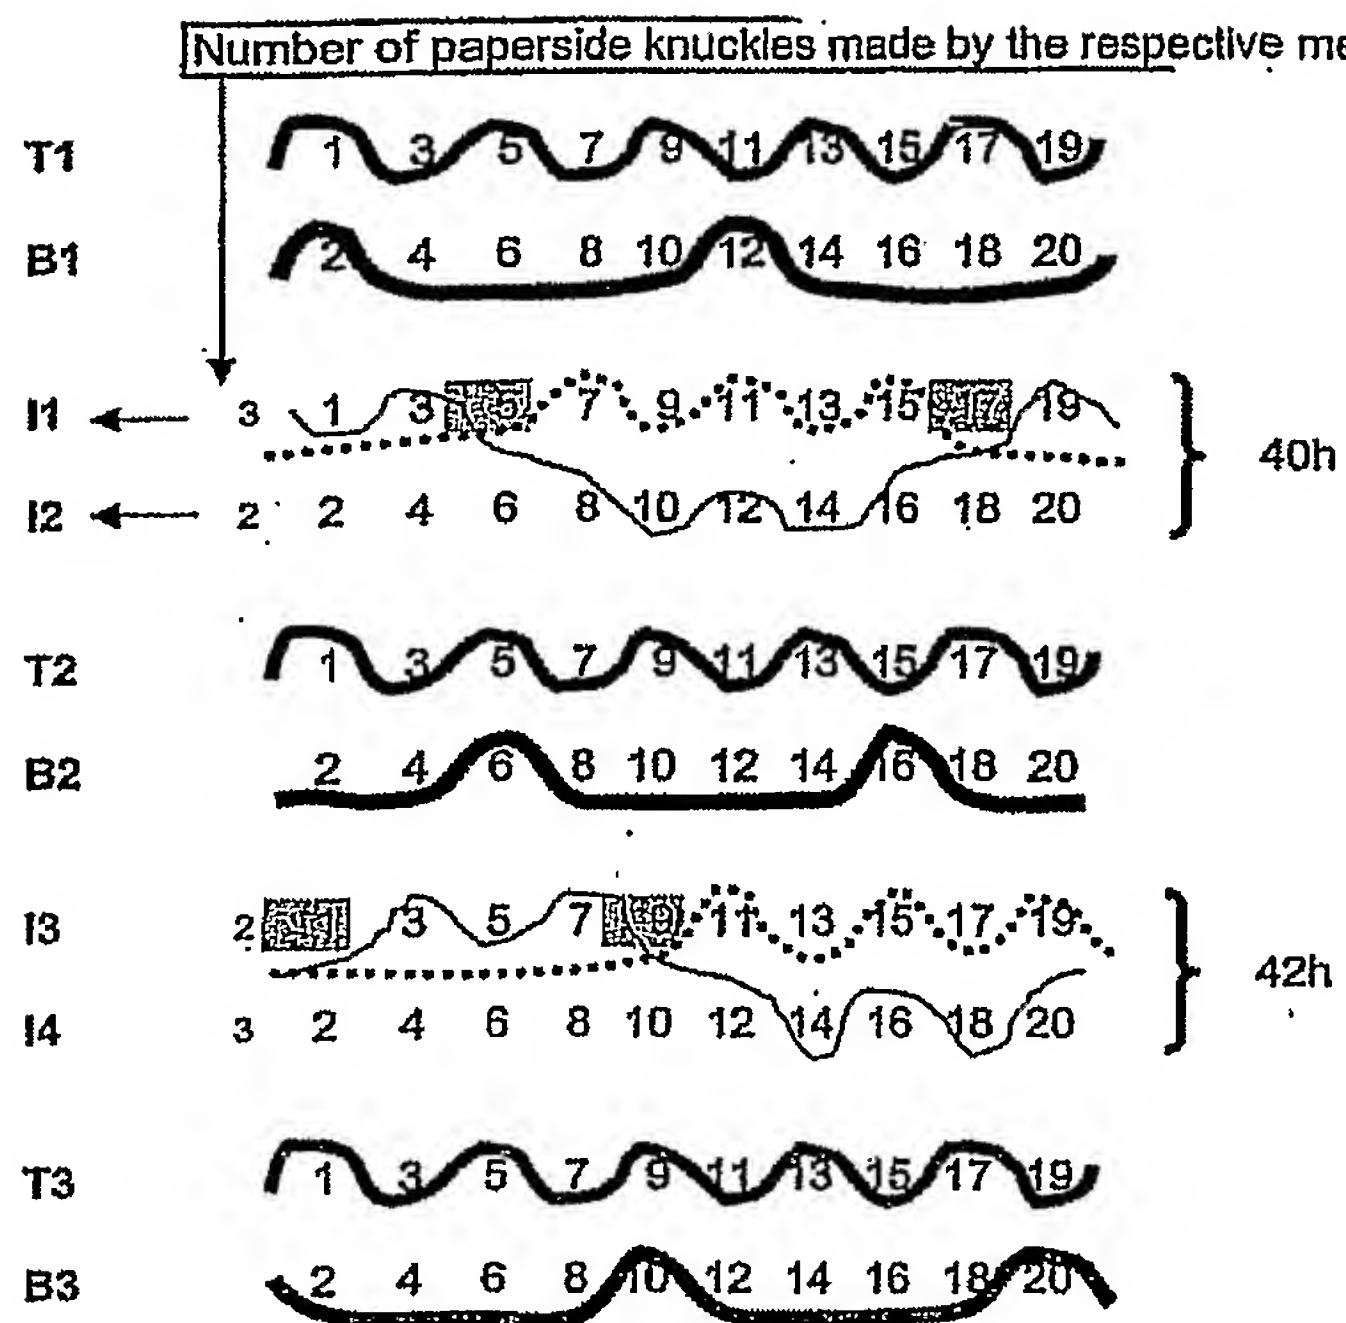 Number of paperside knuckles made by the respective me
T1 1 3 5 7 9 11 13 15 17 19
B1 2 4 6 8 10 12 14 16 18 20
I1 3 1 3 5 7 9 11 13 15 17 19
40h
I2 2 2 4 6 8 10 12 14 16 18 20
T2 1 3 5 7 9 11 13 15 17 19
B2 2 4 6 8 10 12 14 16 18 20
I3 2 1 3 5 7 9 11 13 15 17 19
42h
I4 3 2 4 6 8 10 12 14 16 18 20
T3 1 3 5 7 9 11 13 15 17 19
B3 2 4 6 8 10 12 14 16 18 20